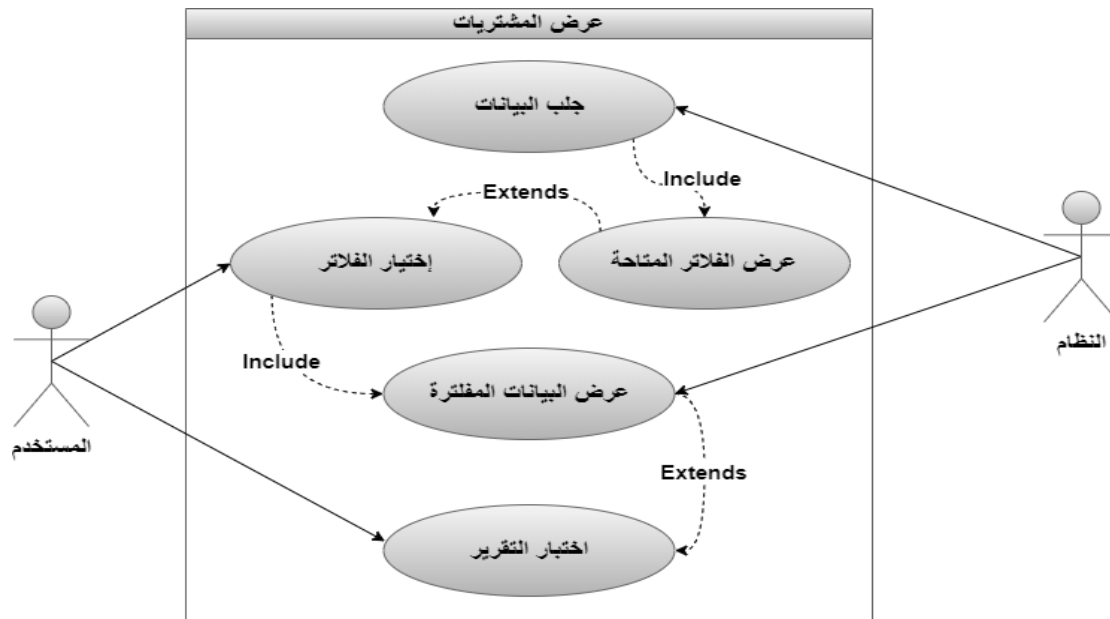 عرض المشتريات
جلب البيانات
Include
Extends
إختيار الفلاتر
عرض الفلاتر المتاحة
النظام
Include
عرض البيانات المفلترة
المستخدم
Extends
اختبار التقرير